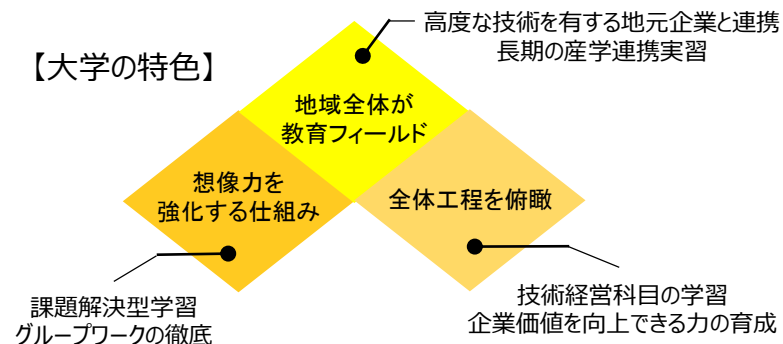 高度な技術を有する地元企業と連携
長期の産学連携実習
【大学の特色】
地域全体が
教育フィールド
想像力を
強化する仕組み
全体工程を俯瞰
課題解決型学習
グループワークの徹底
技術経営科目の学習
企業価値を向上できる力の育成